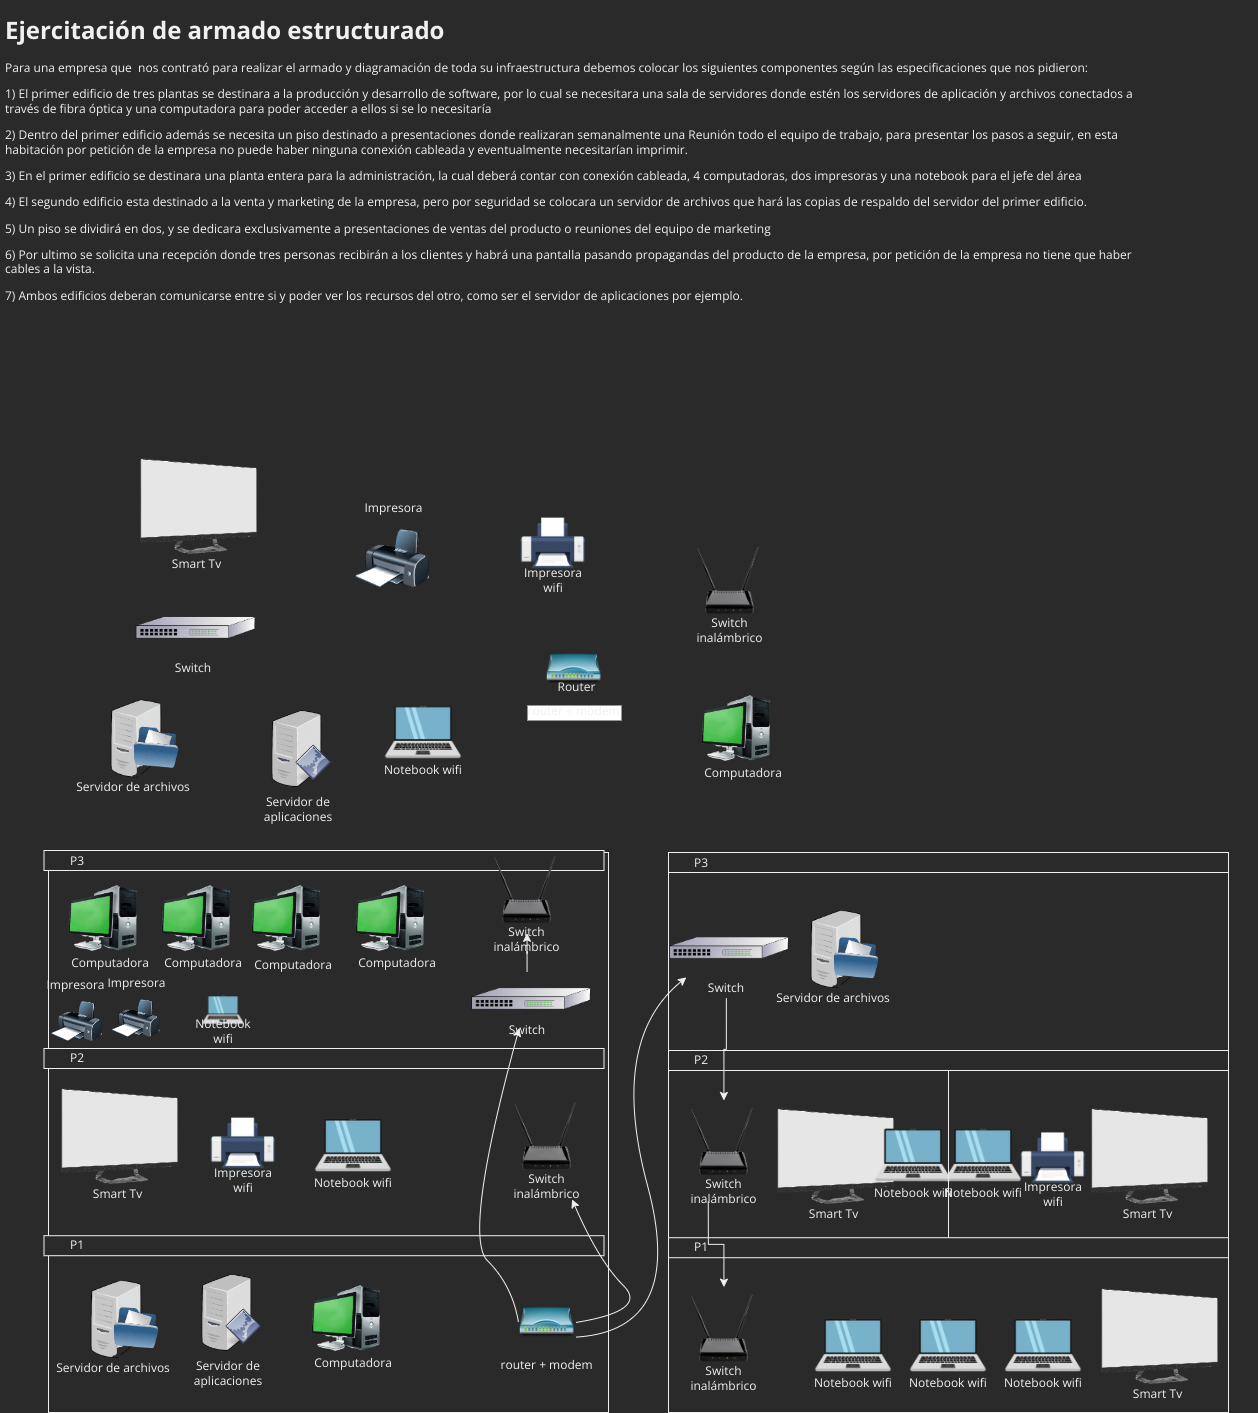 Ejercitación de armado estructurado
Para una empresa que  nos contrató para realizar el armado y diagramación de toda su infraestructura debemos colocar los siguientes componentes según las especificaciones que nos pidieron:
1) El primer edificio de tres plantas se destinara a la producción y desarrollo de software, por lo cual se necesitara una sala de servidores donde estén los servidores de aplicación y archivos conectados a
través de fibra óptica y una computadora para poder acceder a ellos si se lo necesitaría
2) Dentro del primer edificio además se necesita un piso destinado a presentaciones donde realizaran semanalmente una Reunión todo el equipo de trabajo, para presentar los pasos a seguir, en esta
habitación por petición de la empresa no puede haber ninguna conexión cableada y eventualmente necesitarían imprimir.
3) En el primer edificio se destinara una planta entera para la administración, la cual deberá contar con conexión cableada, 4 computadoras, dos impresoras y una notebook para el jefe del área
4) El segundo edificio esta destinado a la venta y marketing de la empresa, pero por seguridad se colocara un servidor de archivos que hará las copias de respaldo del servidor del primer edificio.
5) Un piso se dividirá en dos, y se dedicara exclusivamente a presentaciones de ventas del producto o reuniones del equipo de marketing
6) Por ultimo se solicita una recepción donde tres personas recibirán a los clientes y habrá una pantalla pasando propagandas del producto de la empresa, por petición de la empresa no tiene que haber
cables a la vista.
7) Ambos edificios deberan comunicarse entre si y poder ver los recursos del otro, como ser el servidor de aplicaciones por ejemplo.
Impresora
Smart Tv
Impresora
wifi
Switch
inalámbrico
Switch
Router
router + modem
Notebook wifi
Computadora
Servidor de archivos
Servidor de
aplicaciones
P3
Switch
inalámbrico
Computadora
Computadora
Computadora
Computadora
Impresora
Impresora
Notebook
wifi
Switch
P2
Smart Tv
Impresora
wifi
Notebook wifi
Switch
inalámbrico
P1
Servidor de archivos
Servidor de
aplicaciones
Computadora
router + modem
P3
Switch
Servidor de archivos
P2
Switch
inalámbrico
Smart Tv
Notebook wifi
Notebook wifi
Impresora
wifi
Smart Tv
P1
Switch
inalámbrico
Notebook wifi
Notebook wifi
Notebook wifi
Smart Tv